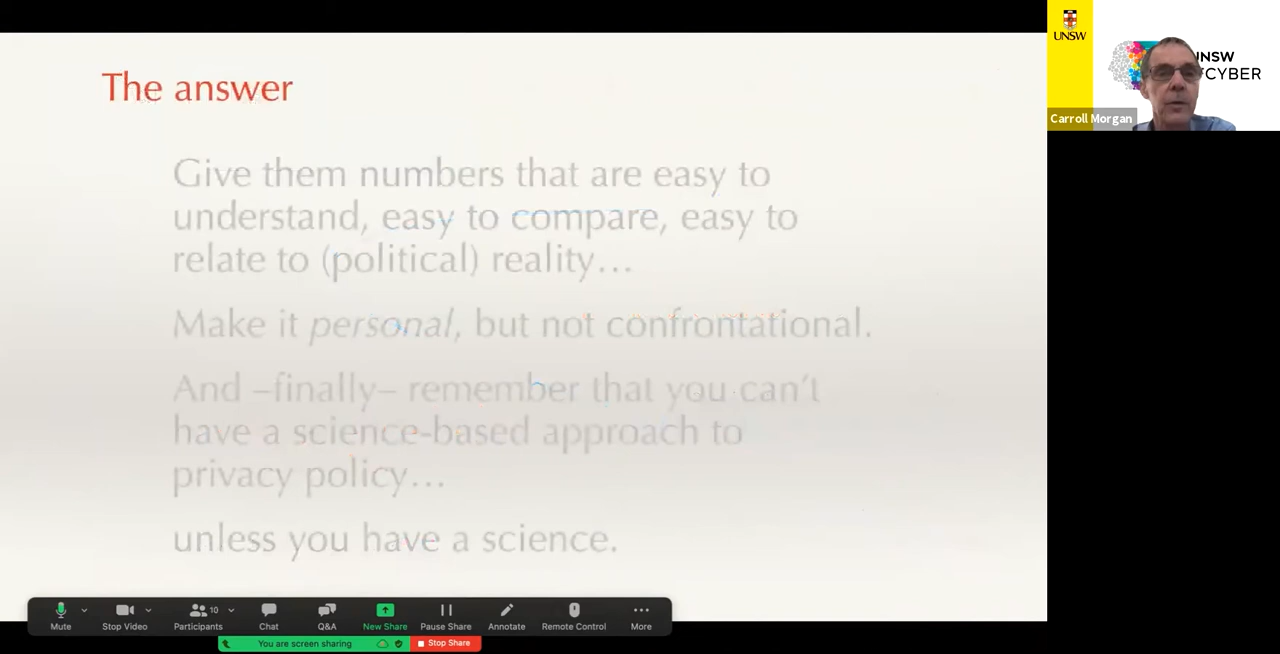 The answer
Give them numbers that are easy to
understand, easy to compare, easy to
relate to (political) reality…
Make it personal, but not confrontational.
And –finally– remember that you can't
have a science-based approach to
privacy policy…
unless you have a science.
UNSW
UNSW
CYBER
Carroll Morgan
Mute
Stop Video
10
Participants
Chat
Q&A
New Share
Pause Share
Annotate
Remote Control
More
You are screen sharing
Stop Share